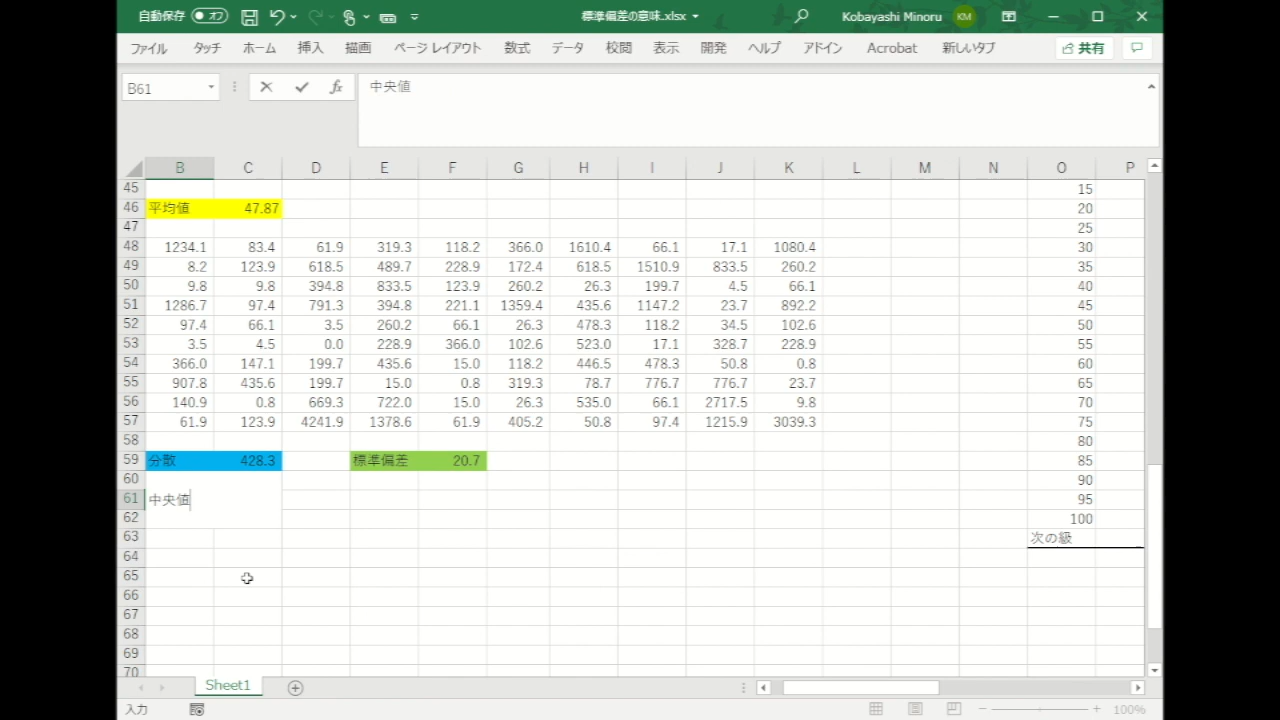 自動保存 オフ 標準偏差の意味.xlsx Kobayashi Minoru KM
ファイル タッチ ホーム 挿入 描画 ページ レイアウト 数式 データ 校閲 表示 開発 ヘルプ アドイン Acrobat 新しいタブ 共有
B61 fx 中央値
B C D E F G H I J K L M N O P
45 15
46 平均値 47.87 20
47 25
48 1234.1 83.4 61.9 319.3 118.2 366.0 1610.4 66.1 17.1 1080.4 30
49 8.2 123.9 618.5 489.7 228.9 172.4 618.5 1510.9 833.5 260.2 35
50 9.8 9.8 394.8 833.5 123.9 260.2 26.3 199.7 4.5 66.1 40
51 1286.7 97.4 791.3 394.8 221.1 1359.4 435.6 1147.2 23.7 892.2 45
52 97.4 66.1 3.5 260.2 66.1 26.3 478.3 118.2 34.5 102.6 50
53 3.5 4.5 0.0 228.9 366.0 102.6 523.0 17.1 328.7 228.9 55
54 366.0 147.1 199.7 435.6 15.0 118.2 446.5 478.3 50.8 0.8 60
55 907.8 435.6 199.7 15.0 0.8 319.3 78.7 776.7 776.7 23.7 65
56 140.9 0.8 669.3 722.0 15.0 26.3 535.0 66.1 2717.5 9.8 70
57 61.9 123.9 4241.9 1378.6 61.9 405.2 50.8 97.4 1215.9 3039.3 75
58 80
59 分散 428.3 標準偏差 20.7 85
60 90
61 中央値 95
62 100
63 次の級
64
65
66
67
68
69
70
Sheet1
入力 100%